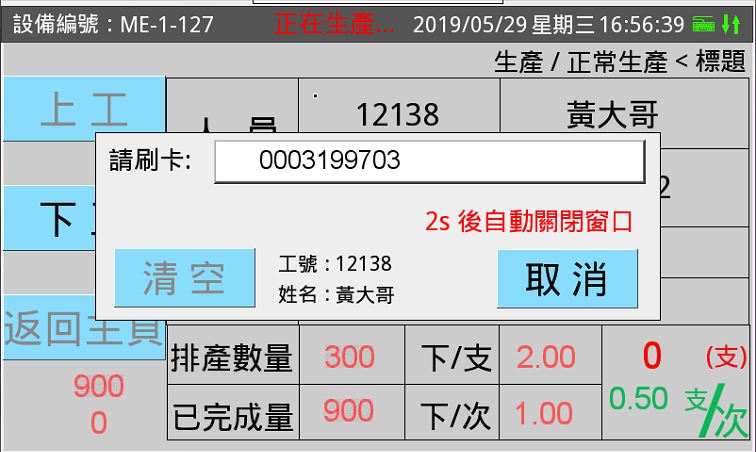 設備編號：ME-1-127 正在生產... 2019/05/29 星期三 16:56:39
生產 / 正常生產 < 標題
上 工 人 員 12138 黃大哥
請刷卡: 0003199703
下 2
2s 後自動關閉窗口
清 空 工號：12138 取 消
姓名：黃大哥
返回主頁
排產數量 300 下/支 2.00 0 (支)
900
已完成量 900 下/次 1.00 0.50 支/次
0